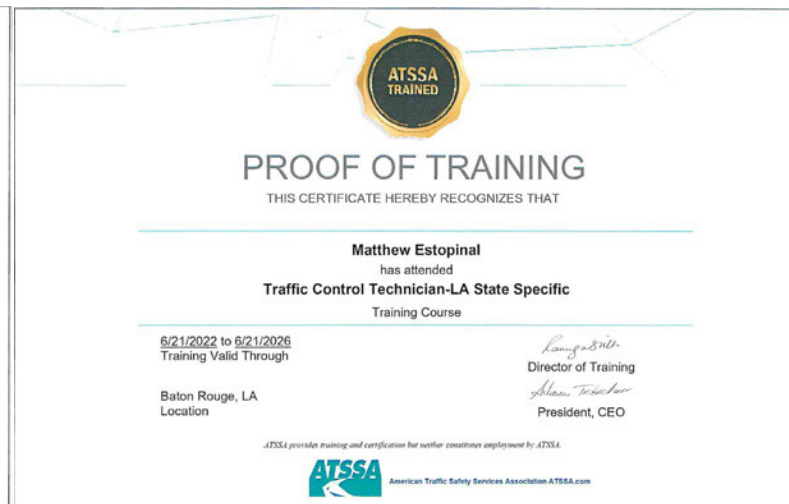 ATSSA
TRAINED
PROOF OF TRAINING
THIS CERTIFICATE HEREBY RECOGNIZES THAT
Matthew Estopinal
has attended
Traffic Control Technician-LA State Specific
Training Course
6/21/2022 to 6/21/2026
Training Valid Through
Director of Training
Baton Rouge, LA
Location
President, CEO
ATSSA provides training and certification but neither constitutes employment by ATSSA.
ATSSA
American Traffic Safety Services Association ATSSA.com